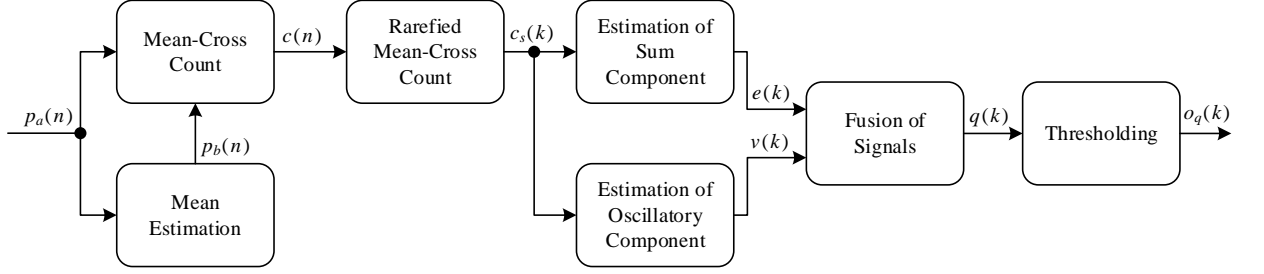 p_a(n)
Mean-Cross
Count
p_b(n)
Mean
Estimation
c(n)
Rarefied
Mean-Cross
Count
c_s(k)
Estimation of
Sum
Component
Estimation of
Oscillatory
Component
e(k)
v(k)
Fusion of
Signals
q(k)
Thresholding
o_q(k)